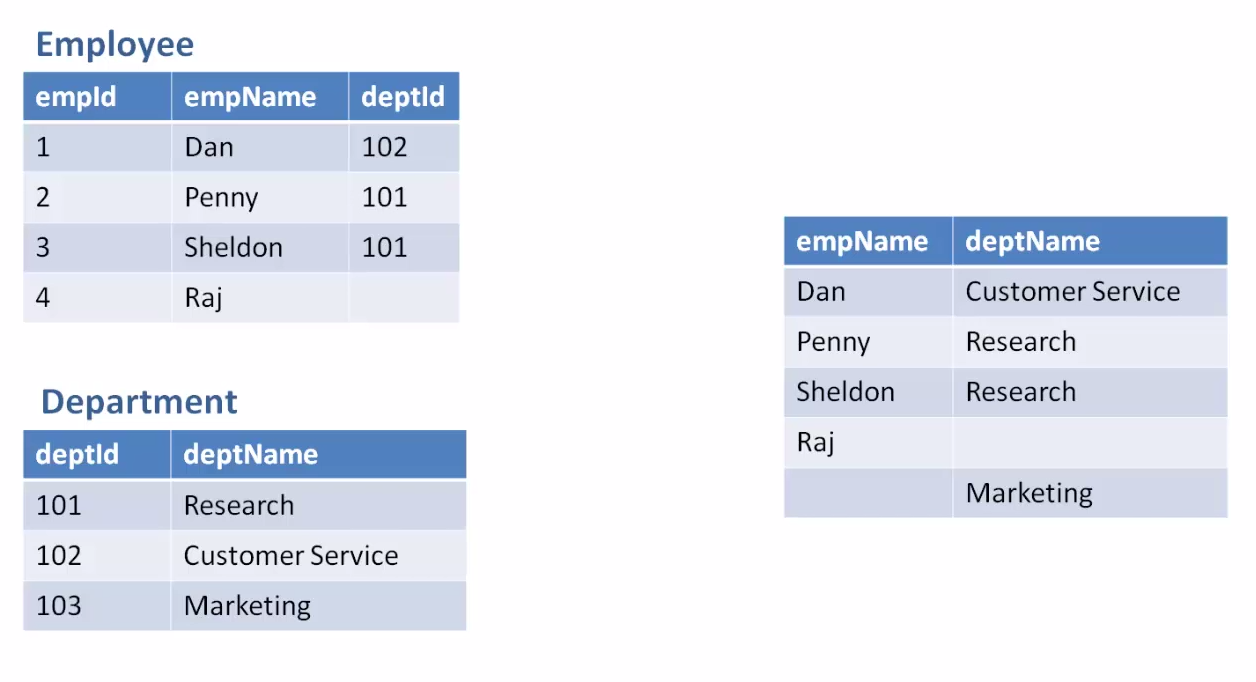 Employee
empId empName deptId
1 Dan 102
2 Penny 101
3 Sheldon 101
4 Raj
Department
deptId deptName
101 Research
102 Customer Service
103 Marketing
empName deptName
Dan Customer Service
Penny Research
Sheldon Research
Raj
Marketing